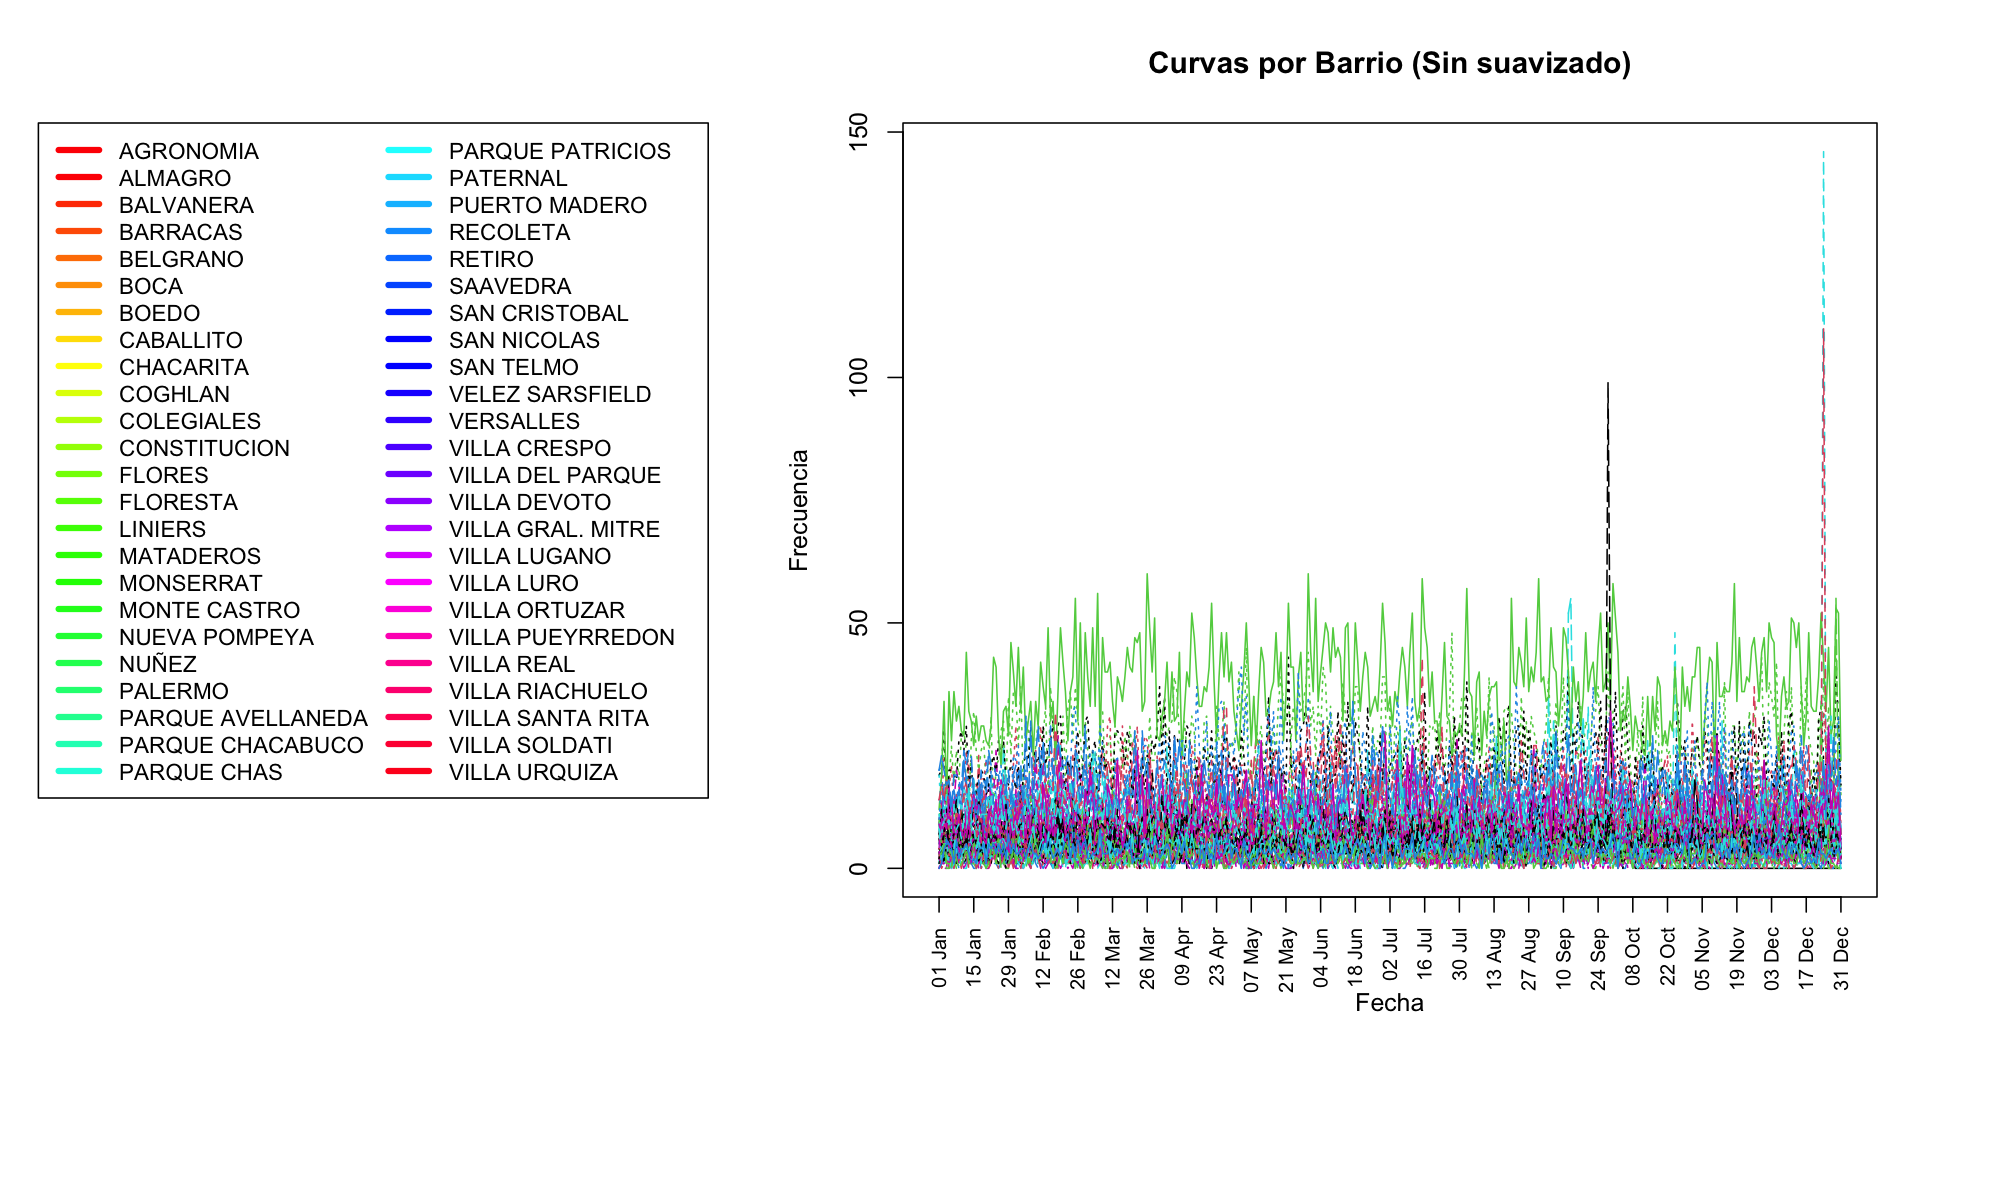 Curvas por Barrio (Sin suavizado)
AGRONOMIA
ALMAGRO
BALVANERA
BARRACAS
BELGRANO
BOCA
BOEDO
CABALLITO
CHACARITA
COGHLAN
COLEGIALES
CONSTITUCION
FLORES
FLORESTA
LINIERS
MATADEROS
MONSERRAT
MONTE CASTRO
NUEVA POMPEYA
NUÑEZ
PALERMO
PARQUE AVELLANEDA
PARQUE CHACABUCO
PARQUE CHAS
PARQUE PATRICIOS
PATERNAL
PUERTO MADERO
RECOLETA
RETIRO
SAAVEDRA
SAN CRISTOBAL
SAN NICOLAS
SAN TELMO
VELEZ SARSFIELD
VERSALLES
VILLA CRESPO
VILLA DEL PARQUE
VILLA DEVOTO
VILLA GRAL. MITRE
VILLA LUGANO
VILLA LURO
VILLA ORTUZAR
VILLA PUEYRREDON
VILLA REAL
VILLA RIACHUELO
VILLA SANTA RITA
VILLA SOLDATI
VILLA URQUIZA
Frecuencia
150
100
50
0
01 Jan
15 Jan
29 Jan
12 Feb
26 Feb
12 Mar
26 Mar
09 Apr
23 Apr
07 May
21 May
04 Jun
18 Jun
02 Jul
16 Jul
30 Jul
13 Aug
27 Aug
10 Sep
24 Sep
08 Oct
22 Oct
05 Nov
19 Nov
03 Dec
17 Dec
31 Dec
Fecha